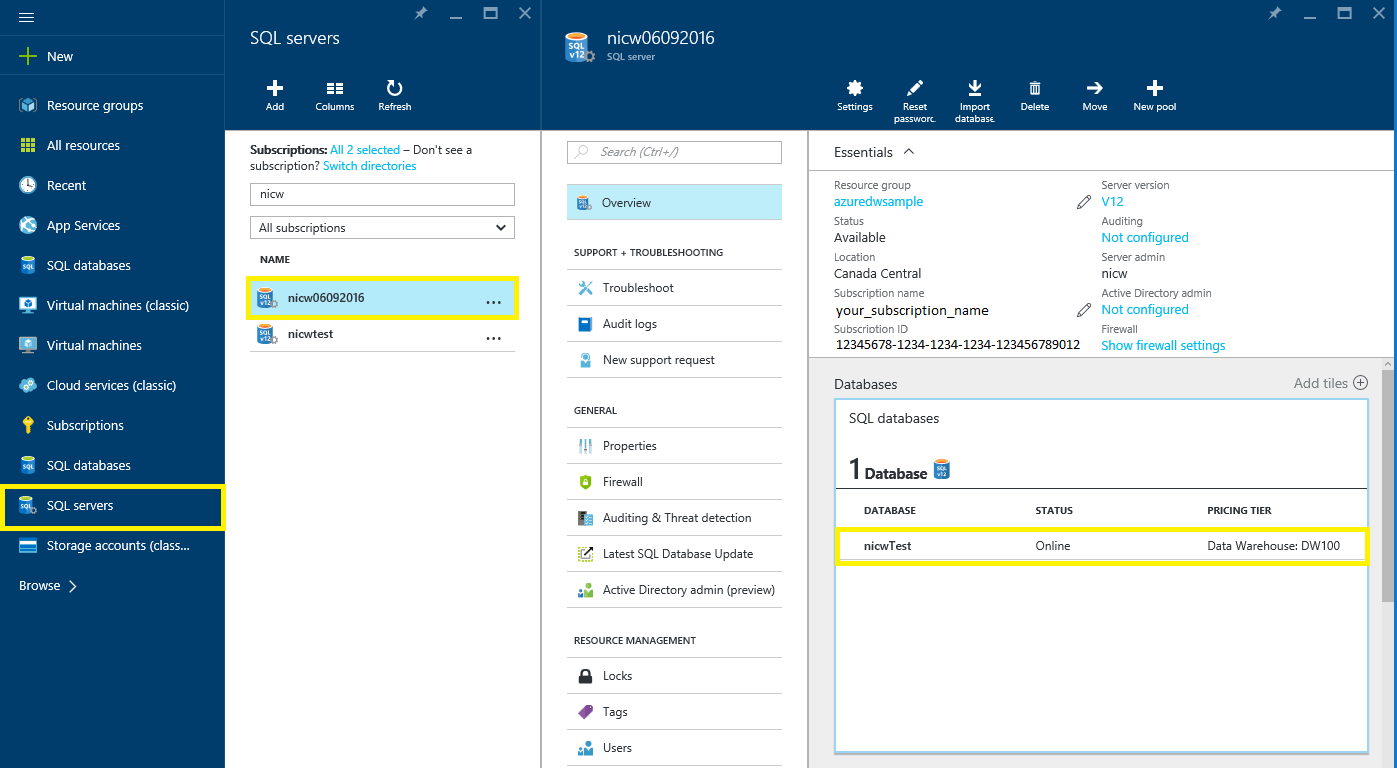 New
Resource groups
All resources
Recent
App Services
SQL databases
Virtual machines (classic)
Virtual machines
Cloud services (classic)
Subscriptions
SQL databases
SQL servers
Storage accounts (class...
Browse
SQL servers
Add
Columns
Refresh
Subscriptions: All 2 selected – Don't see a
subscription? Switch directories
nicw
All subscriptions
NAME
SQL v12
nicw06092016
...
SQL v12
nicwtest
...
SQL v12
nicw06092016
SQL server
Settings
Reset
passworc
Import
database
Delete
Move
New pool
Search (Ctrl+/)
Overview
SUPPORT + TROUBLESHOOTING
Troubleshoot
Audit logs
New support request
GENERAL
Properties
Firewall
Auditing & Threat detection
Latest SQL Database Update
Active Directory admin (preview)
RESOURCE MANAGEMENT
Locks
Tags
Users
Essentials
Resource group
azuredwsample
Status
Available
Location
Canada Central
Subscription name
your_subscription_name
Subscription ID
12345678-1234-1234-1234-123456789012
Server version
V12
Auditing
Not configured
Server admin
nicw
Active Directory admin
Not configured
Firewall
Show firewall settings
Databases
Add tiles
SQL databases
1 Database
DATABASE STATUS PRICING TIER
nicwTest Online Data Warehouse: DW100